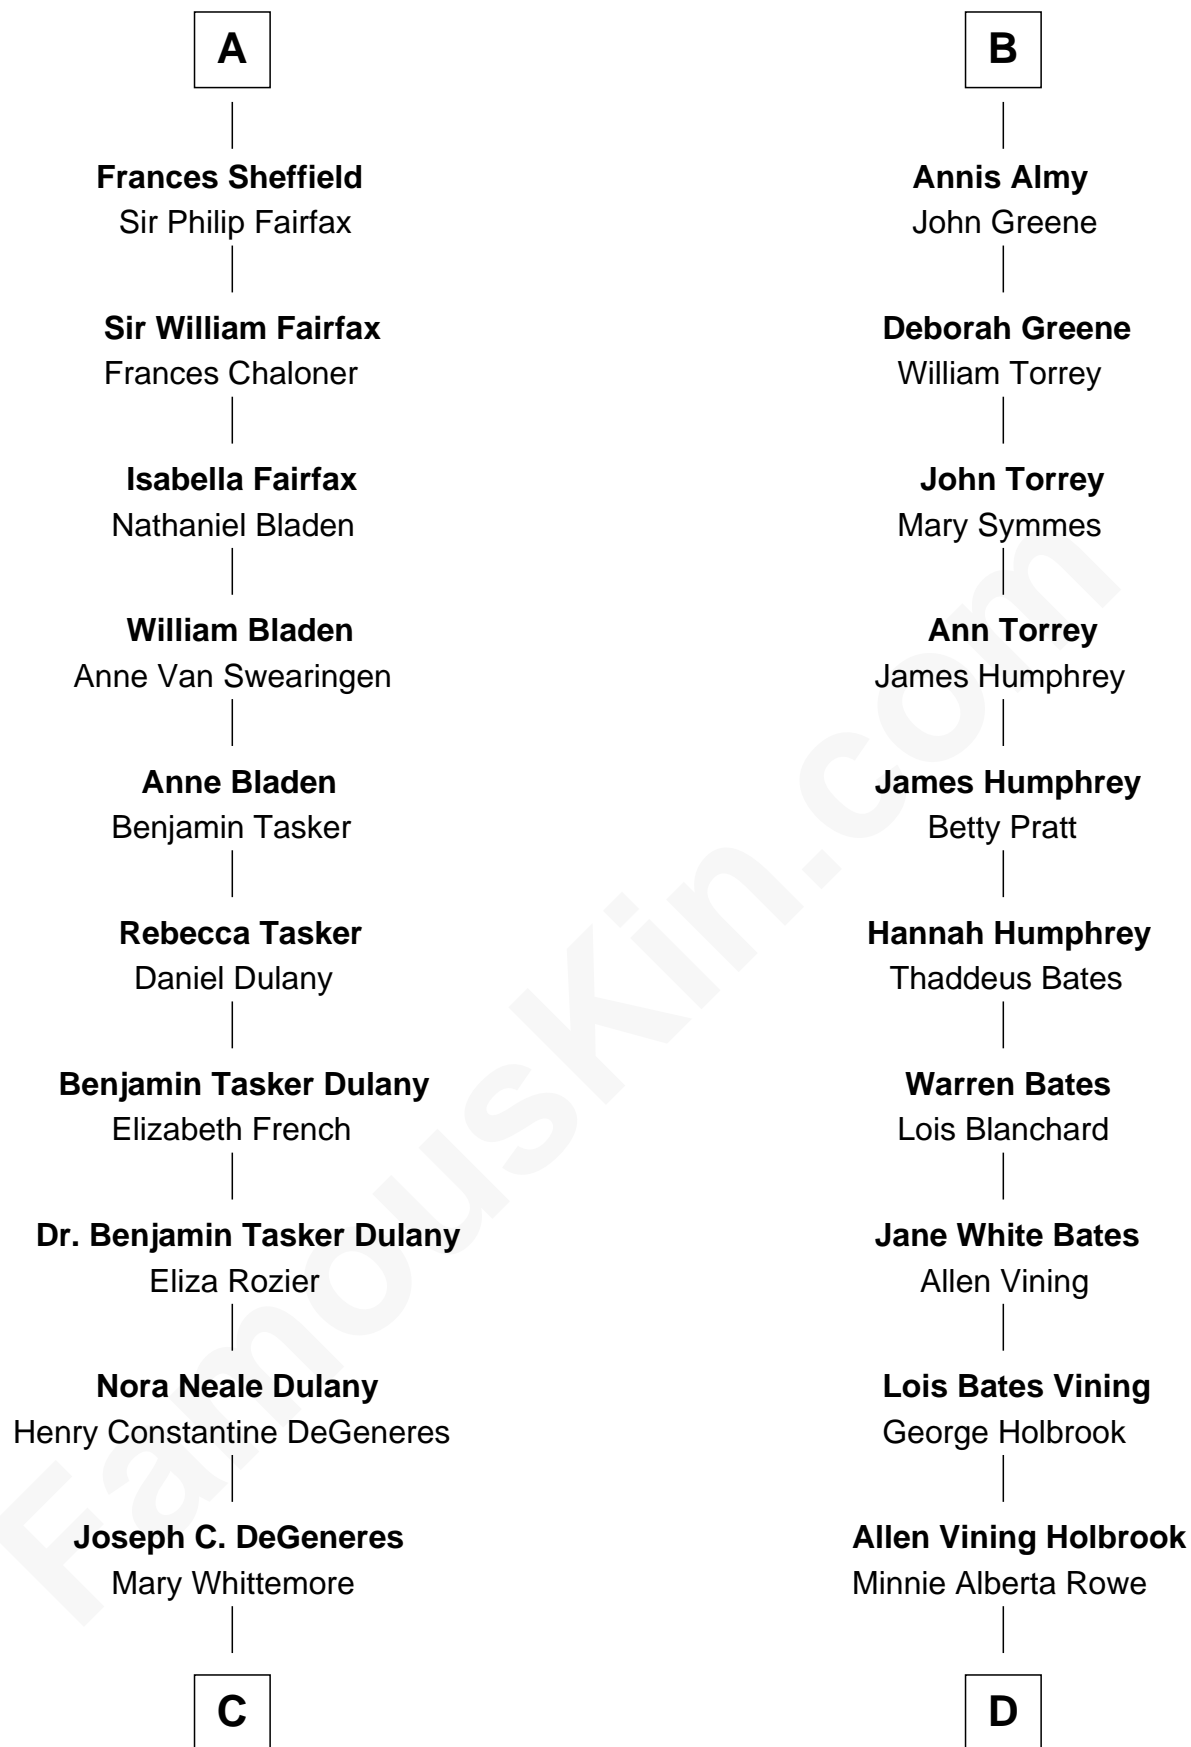 A
Frances Sheffield
Sir Philip Fairfax
Sir William Fairfax
Frances Chaloner
Isabella Fairfax
Nathaniel Bladen
William Bladen
Anne Van Swearingen
Anne Bladen
Benjamin Tasker
Rebecca Tasker
Daniel Dulany
Benjamin Tasker Dulany
Elizabeth French
Dr. Benjamin Tasker Dulany
Eliza Rozier
Nora Neale Dulany
Henry Constantine DeGeneres
Joseph C. DeGeneres
Mary Whittemore
C
B
Annis Almy
John Greene
Deborah Greene
William Torrey
John Torrey
Mary Symmes
Ann Torrey
James Humphrey
James Humphrey
Betty Pratt
Hannah Humphrey
Thaddeus Bates
Warren Bates
Lois Blanchard
Jane White Bates
Allen Vining
Lois Bates Vining
George Holbrook
Allen Vining Holbrook
Minnie Alberta Rowe
D
FamousKin.com